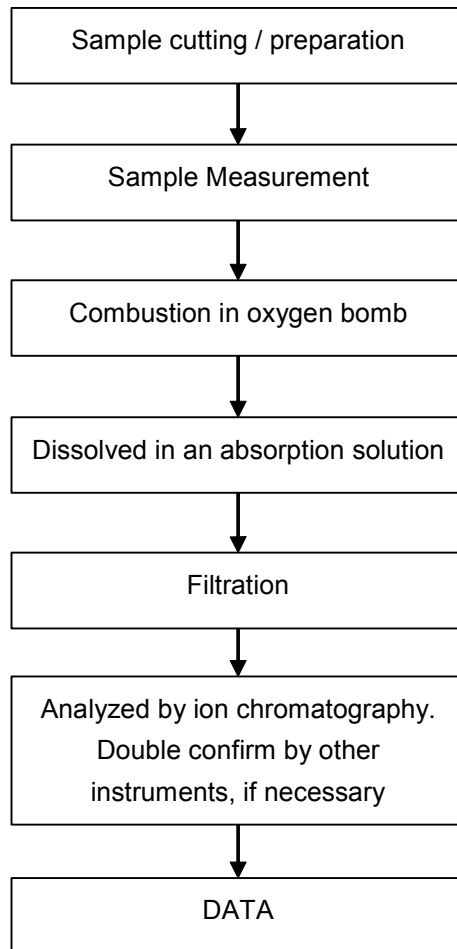 Sample cutting / preparation
Sample Measurement
Combustion in oxygen bomb
Dissolved in an absorption solution
Filtration
Analyzed by ion chromatography.
Double confirm by other
instruments, if necessary
DATA